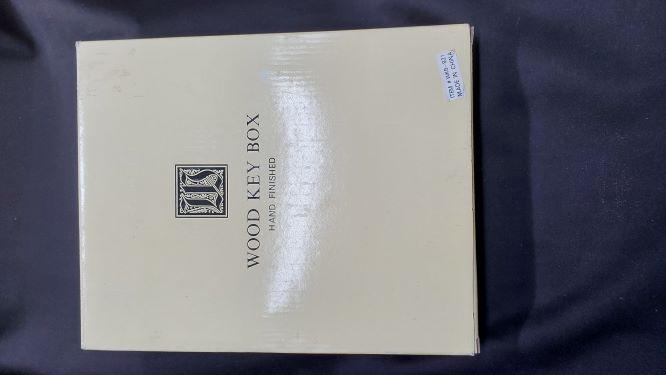 WOOD KEY BOX
HAND FINISHED
MADE IN CHINA